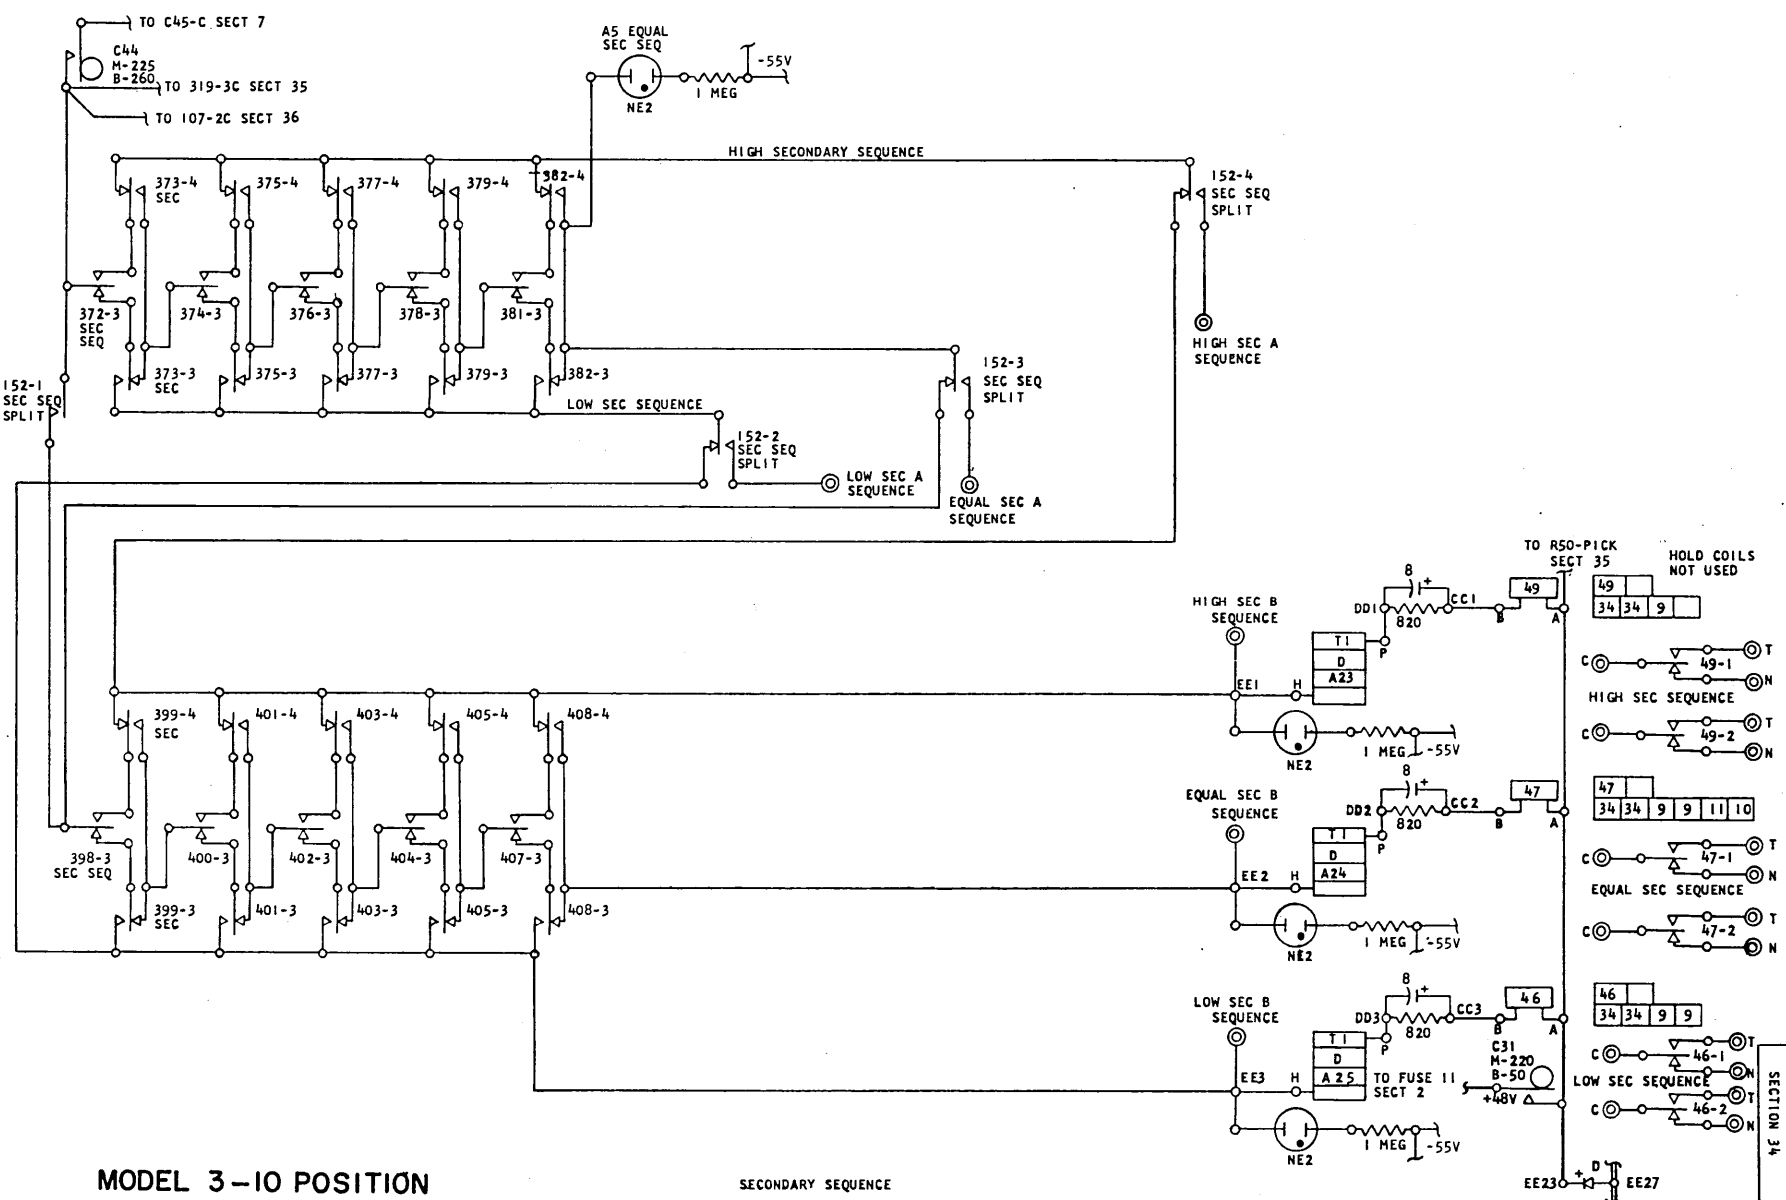 TO C45-C SECT 7
C44
M-225
B-260
TO 319-3C SECT 35
TO 107-2C SECT 36
A5 EQUAL
SEC SEQ
NE2
1 MEG
-55V
HIGH SECONDARY SEQUENCE
373-4
SEC
375-4
377-4
379-4
382-4
152-4
SEC SEQ
SPLIT
372-3
SEC
SEQ
374-3
376-3
378-3
381-3
HIGH SEC A
SEQUENCE
373-3
SEC
375-3
377-3
379-3
382-3
152-3
SEC SEQ
SPLIT
152-1
SEC SEQ
SPLIT
LOW SEC SEQUENCE
152-2
SEC SEQ
SPLIT
LOW SEC A
SEQUENCE
EQUAL SEC A
SEQUENCE
TO R50-PICK
SECT 35
HOLD COILS
NOT USED
HIGH SEC B
SEQUENCE
8
+
DD1
820
CC1
B
49
A
49
34 34 9
T1
D
A23
P
EE1
H
NE2
1 MEG
-55V
C
T
49-1
N
HIGH SEC SEQUENCE
C
T
49-2
N
399-4
SEC
401-4
403-4
405-4
408-4
EQUAL SEC B
SEQUENCE
8
+
DD2
820
CC2
B
47
A
47
34 34 9 9 11 10
T1
D
A24
P
EE2
H
NE2
1 MEG
-55V
C
T
47-1
N
EQUAL SEC SEQUENCE
C
T
47-2
N
398-3
SEC SEQ
400-3
402-3
404-3
407-3
399-3
SEC
401-3
403-3
405-3
408-3
LOW SEC B
SEQUENCE
8
+
DD3
820
CC3
B
46
A
46
34 34 9 9
T1
D
A25
P
EE3
H
TO FUSE 11
SECT 2
C31
M-220
B-50
+48V
NE2
1 MEG
-55V
C
T
46-1
N
LOW SEC SEQUENCE
C
T
46-2
N
SECTION 34
MODEL 3-10 POSITION
SECONDARY SEQUENCE
EE23
+
D
EE27